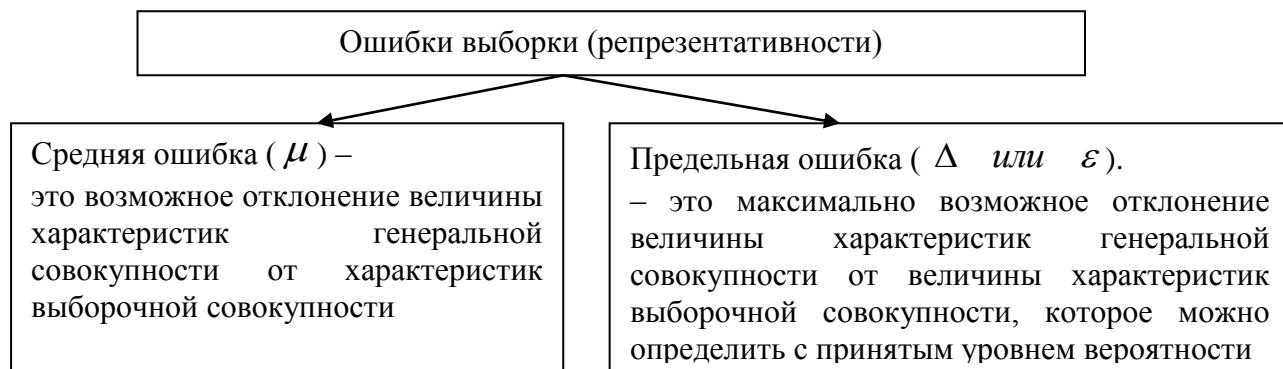 Ошибки выборки (репрезентативности)
Средняя ошибка ( μ ) –
это возможное отклонение величины
характеристик генеральной
совокупности от характеристик
выборочной совокупности
Предельная ошибка ( Δ или ε ).
– это максимально возможное отклонение
величины характеристик генеральной
совокупности от величины характеристик
выборочной совокупности, которое можно
определить с принятым уровнем вероятности